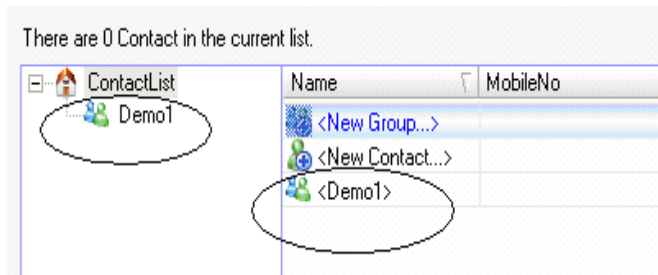 There are 0 Contact in the current list.
ContactList
Demo1
Name MobileNo
<New Group...>
<New Contact...>
<Demo1>